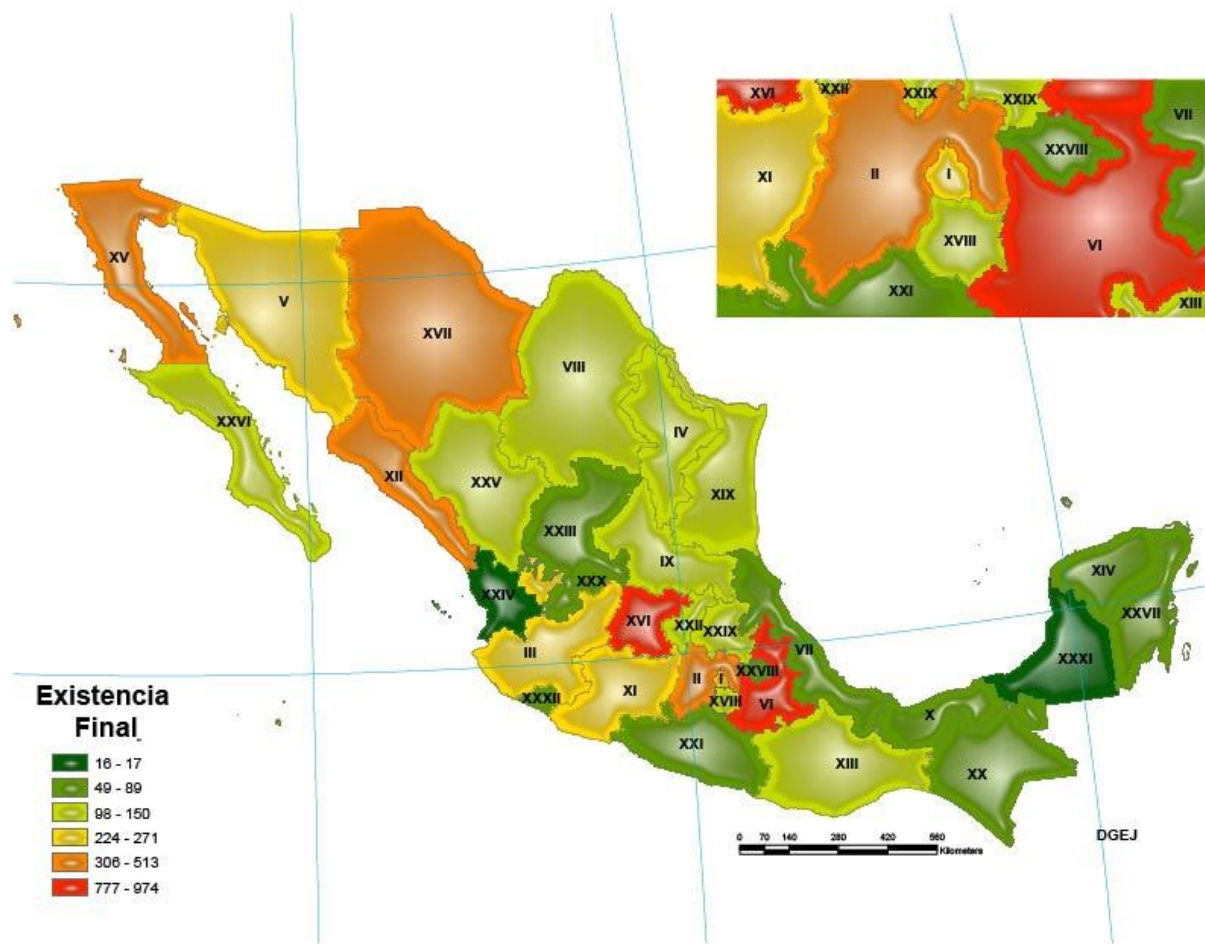 XVI
XXII
XXIX
XXIX
VII
XXVIII
XI
II
I
VI
XVIII
XXI
XIII
XV
V
XVII
VIII
XXVI
IV
XII
XXV
XIX
XXIII
IX
XXX
XIV
XXIV
XXVII
XVI
XXII
XXIX
III
VII
XXXI
XXVIII
II
I
XI
XXXII
XVIII
VI
X
XXI
XIII
XX
Existencia
Final
16 - 17
49 - 89
98 - 150
224 - 271
306 - 513
777 - 974
0 70 140 280 420 560
Kilometers
DGEJ